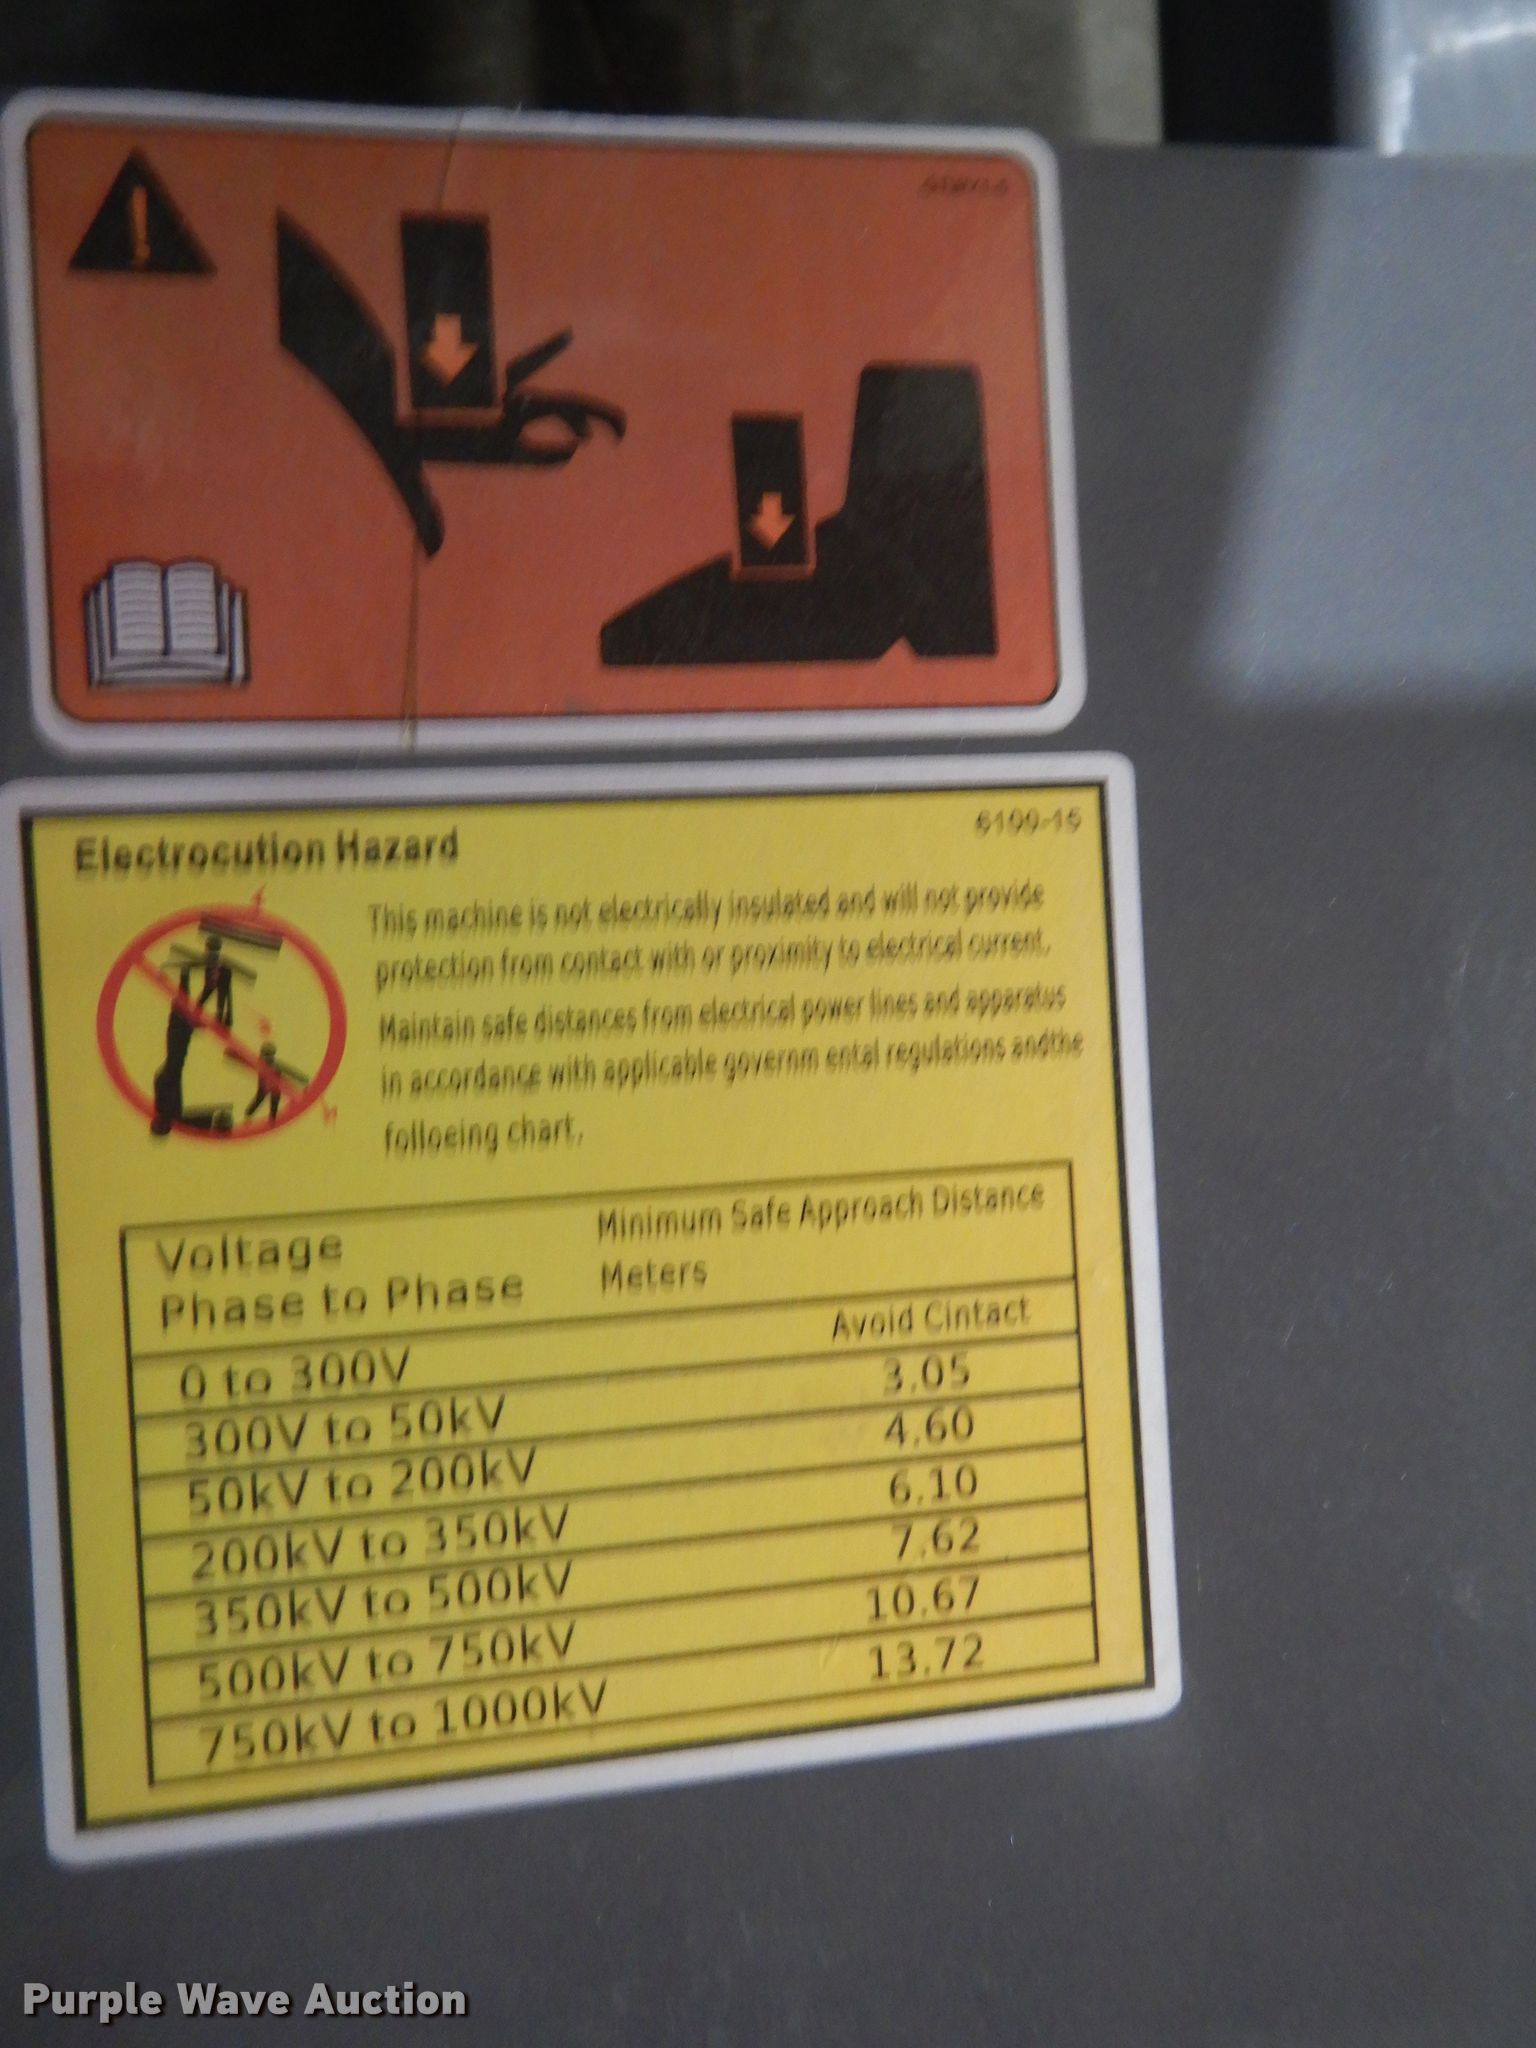 Electrocution Hazard
6199-15
This machine is not electrically insulated and will not provide
protection from contact with or proximity to electrical current.
Maintain safe distances from electrical power lines and apparatus
in accordance with applicable governm ental regulations andthe
folloeing chart.
Voltage
Phase to Phase
Minimum Safe Approach Distance
Meters
0 to 300V Avoid Cintact
300V to 50kV 3.05
50kV to 200kV 4.60
200kV to 350kV 6.10
350kV to 500kV 7.62
500kV to 750kV 10.67
750kV to 1000kV 13.72
Purple Wave Auction